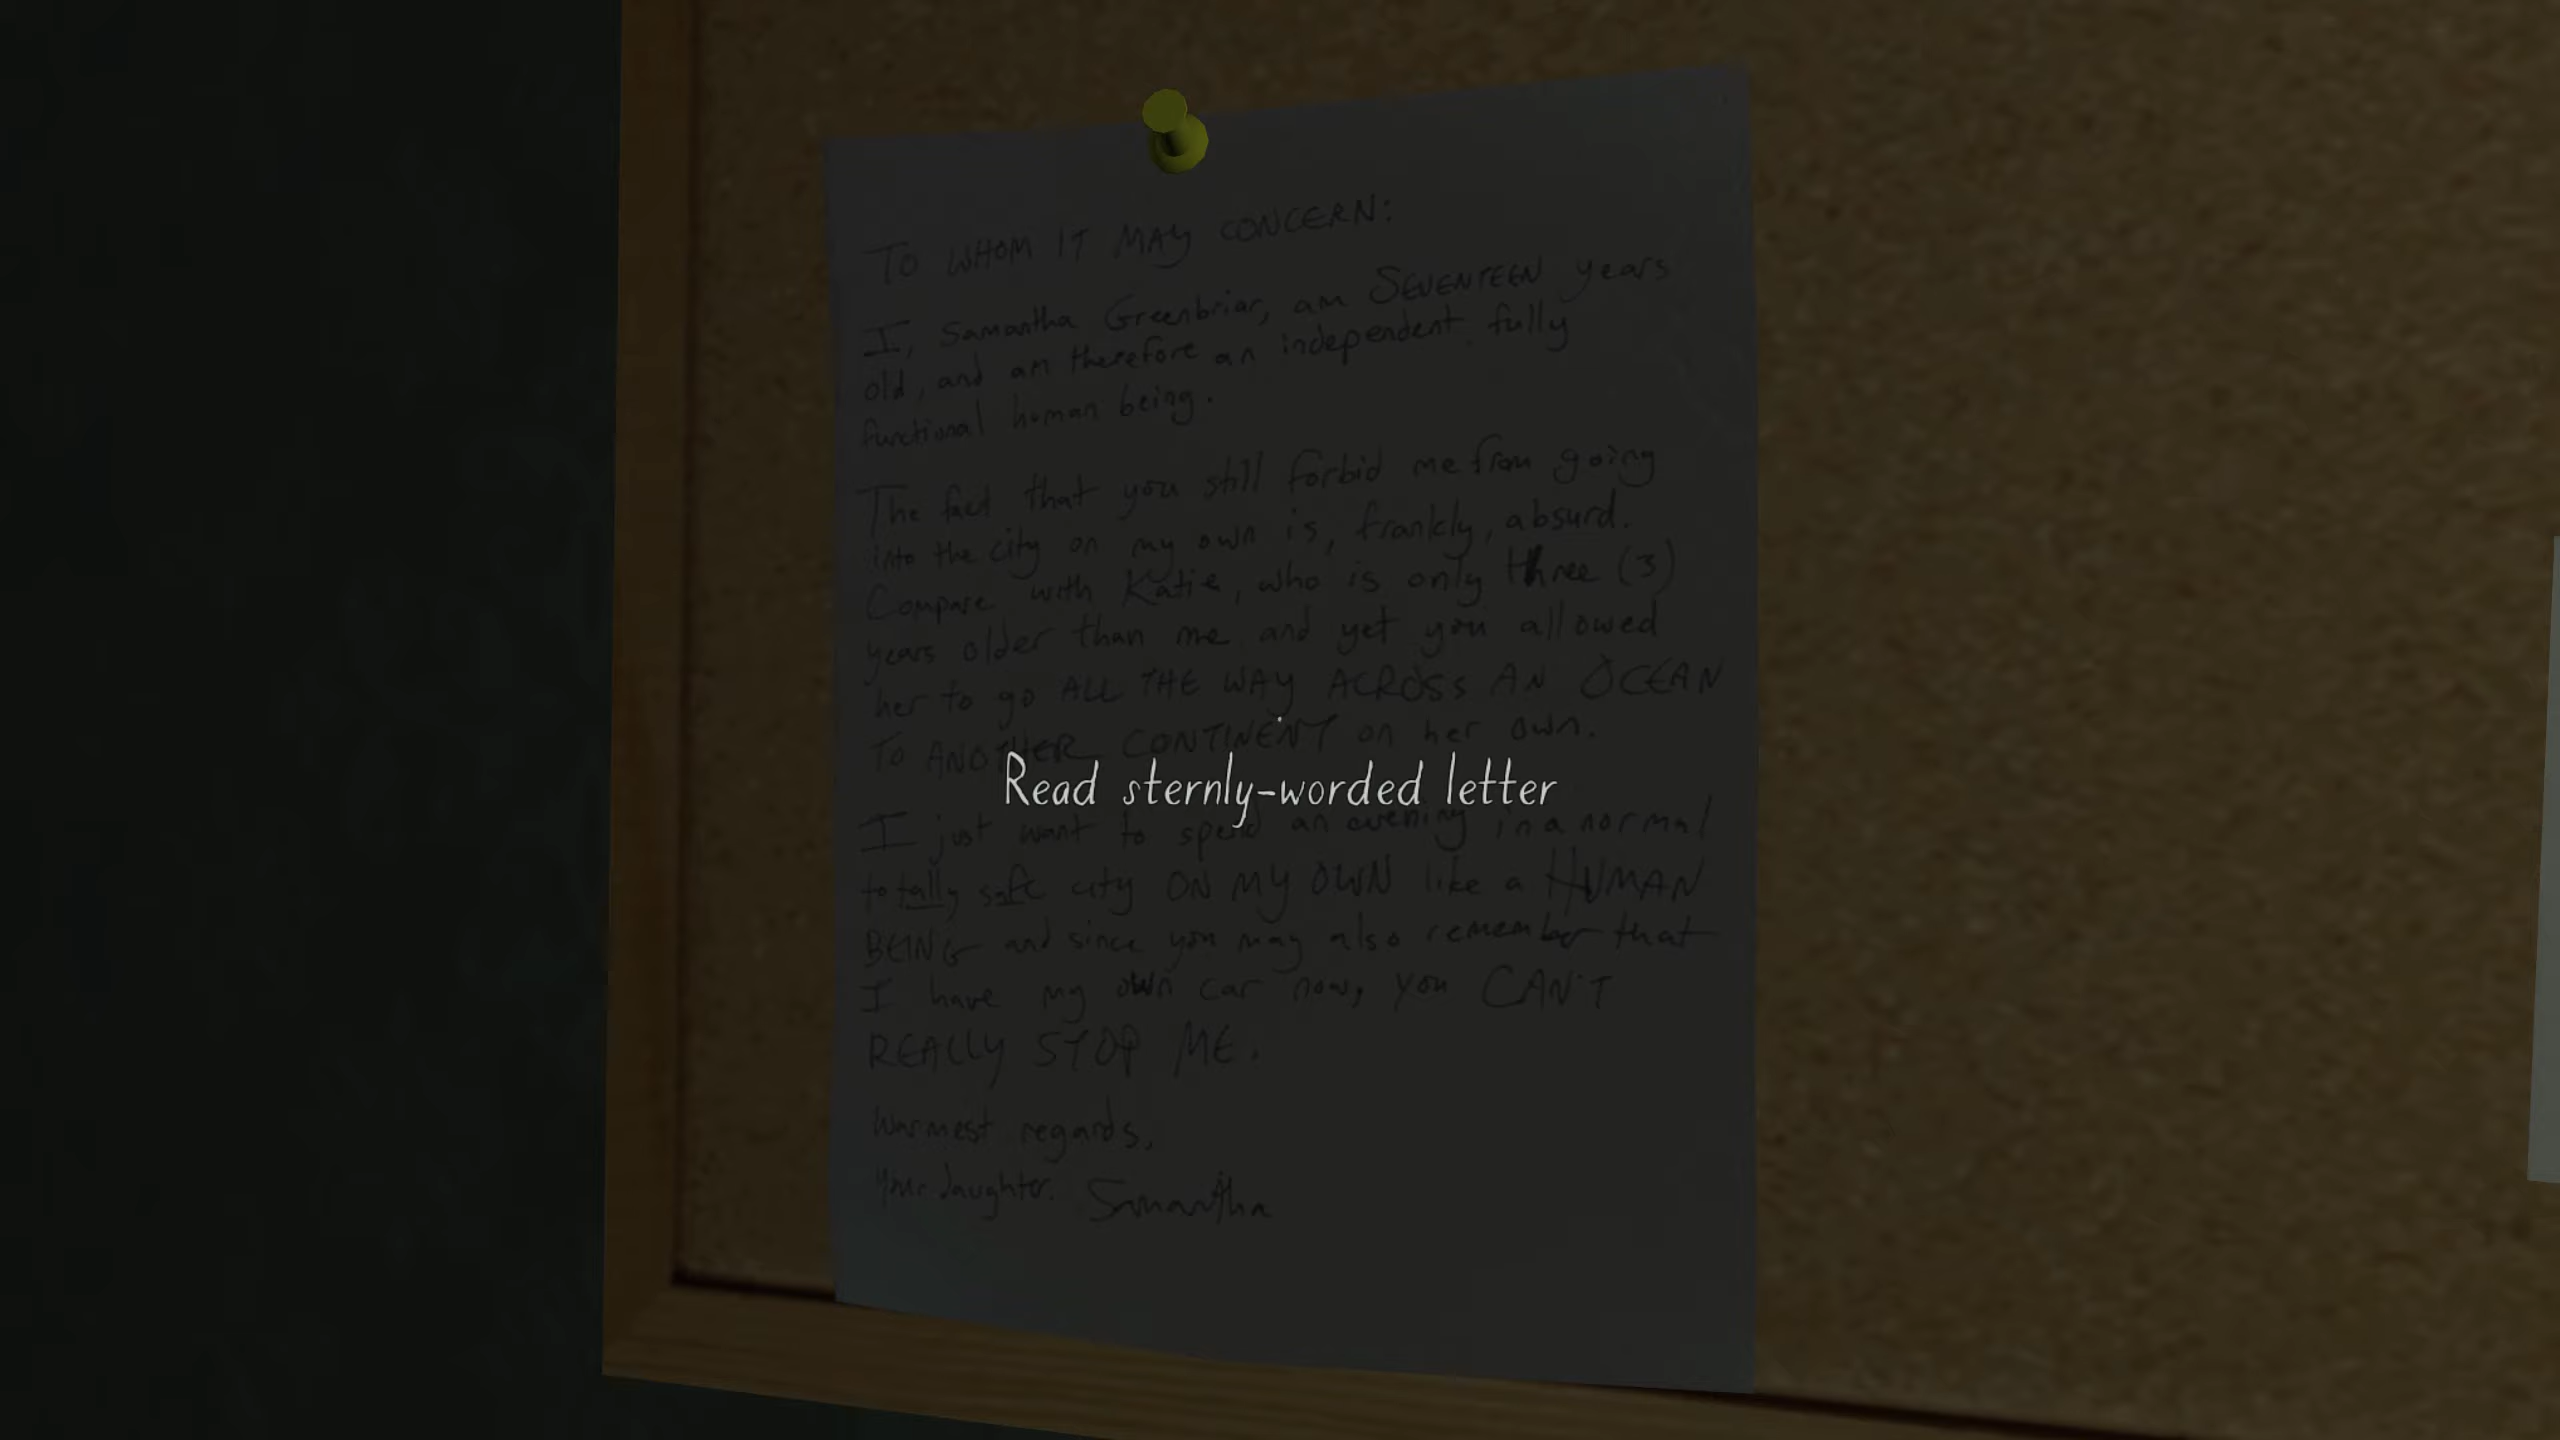 TO WHOM IT MAY CONCERN:
I, Samantha Greenbriar, am SEVENTEEN years
old, and am therefore an independent, fully
functional human being.
The fact that you still forbid me from going
into the city on my own is, frankly, absurd.
Compare with Katie, who is only three (3)
years older than me and yet you allowed
her to go ALL THE WAY ACROSS AN OCEAN
TO ANOTHER CONTINENT on her own.
Read sternly-worded letter
I just want to spend an evening in a normal
totally safe city ON MY OWN like a HUMAN
BEING and since you may also remember that
I have my own car now, you CAN'T
REALLY STOP ME.
Warmest regards,
Your daughter. Samantha